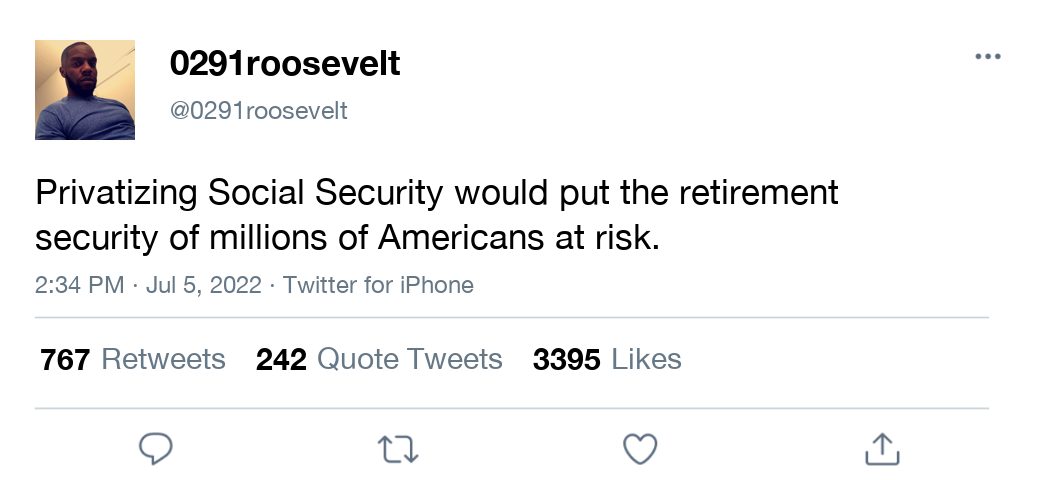 0291roosevelt
@0291roosevelt
Privatizing Social Security would put the retirement
security of millions of Americans at risk.
2:34 PM · Jul 5, 2022 · Twitter for iPhone
767 Retweets 242 Quote Tweets 3395 Likes